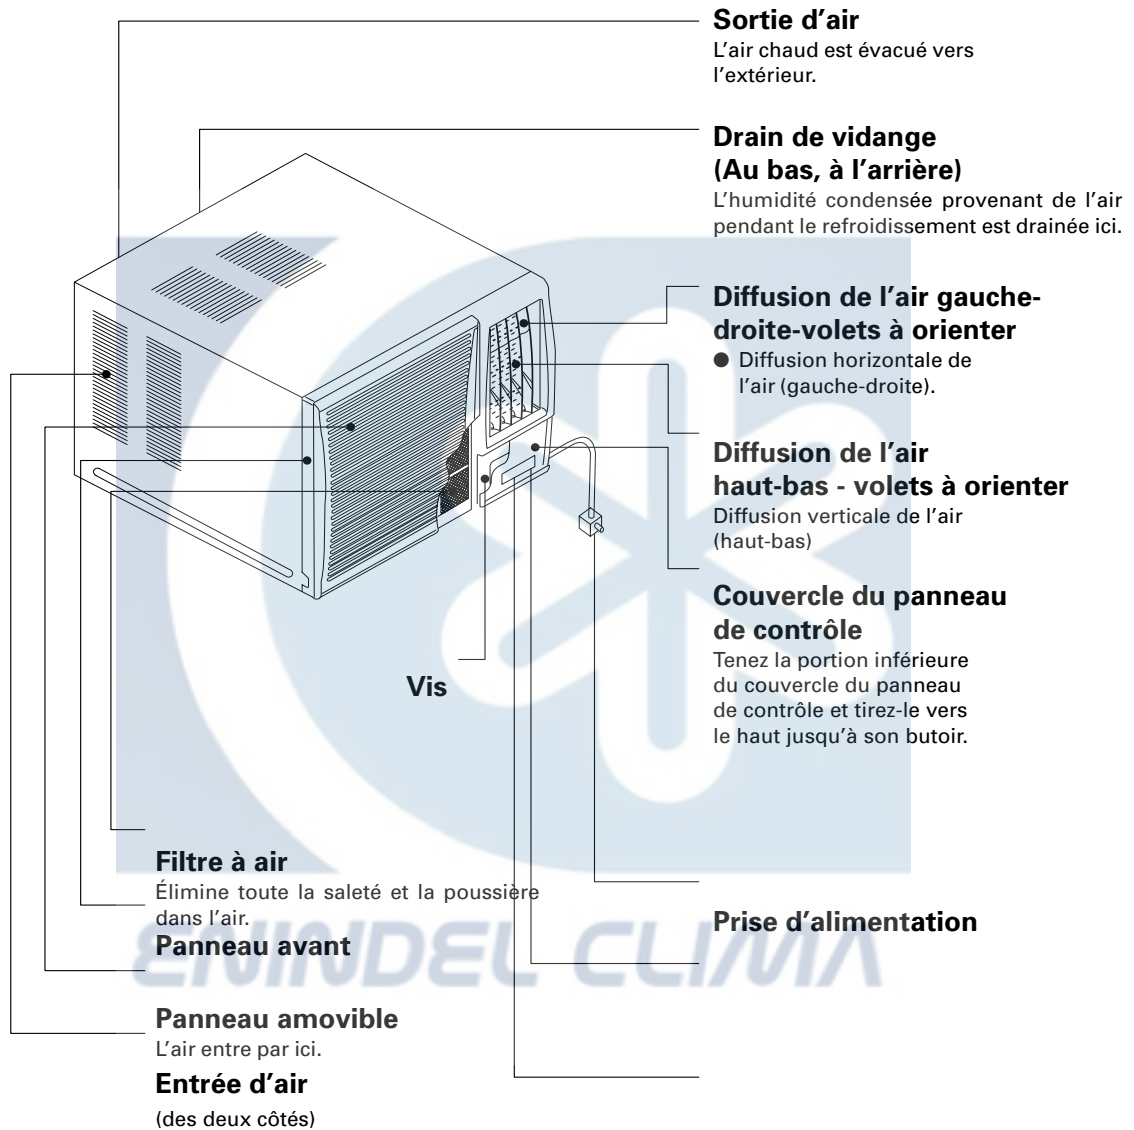 Sortie d’air
L’air chaud est évacué vers
l’extérieur.
Drain de vidange
(Au bas, à l’arrière)
L’humidité condensée provenant de l’air
pendant le refroidissement est drainée ici.
Diffusion de l’air gauche-
droite-volets à orienter
● Diffusion horizontale de
l’air (gauche-droite).
Diffusion de l’air
haut-bas - volets à orienter
Diffusion verticale de l’air
(haut-bas)
Couvercle du panneau
de contrôle
Tenez la portion inférieure
du couvercle du panneau
de contrôle et tirez-le vers
le haut jusqu’à son butoir.
Vis
Filtre à air
Élimine toute la saleté et la poussière
dans l’air.
Panneau avant
Panneau amovible
L’air entre par ici.
Entrée d’air
(des deux côtés)
Prise d’alimentation
ENINDEL CLIMA